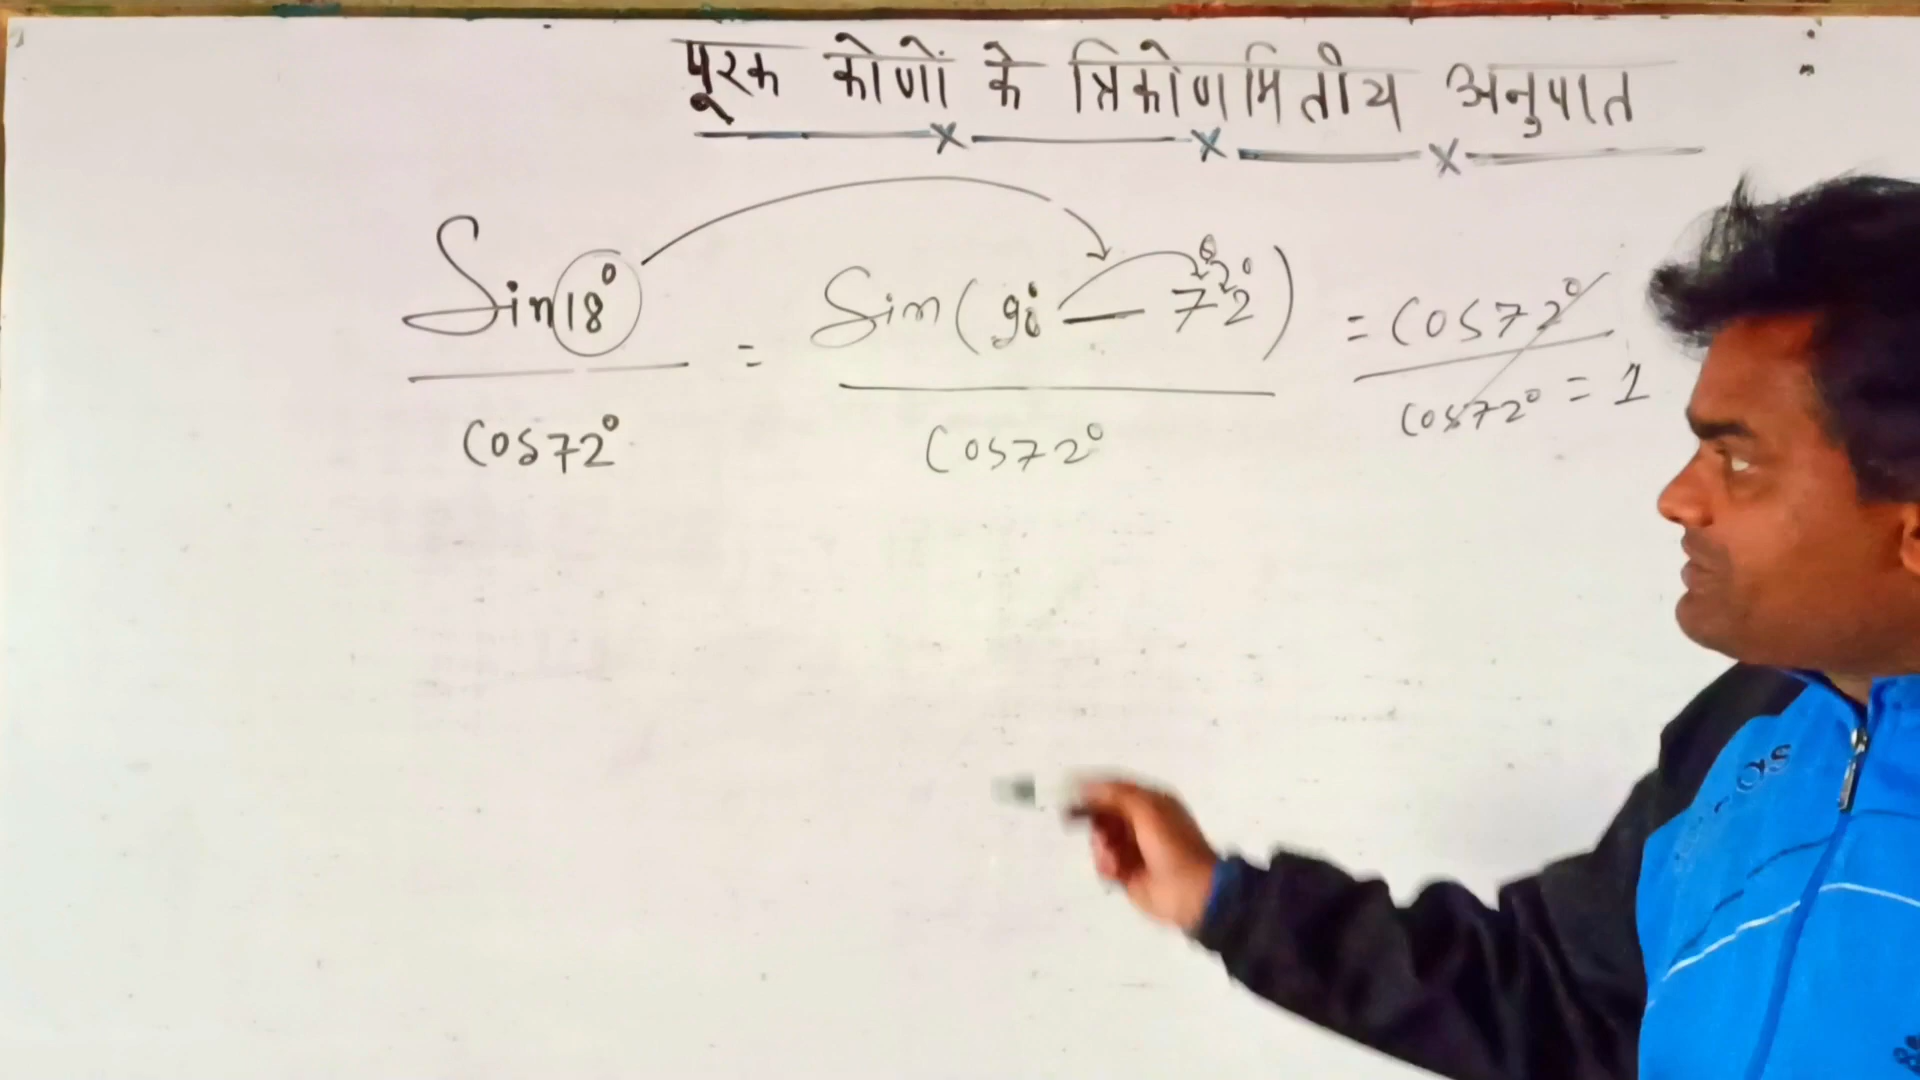 पूरक कोणों के त्रिकोणमितीय अनुपात
Sin18° = Sin(90° — 72°) = Cos72°
Cos72° Cos72° Cos72° = 1